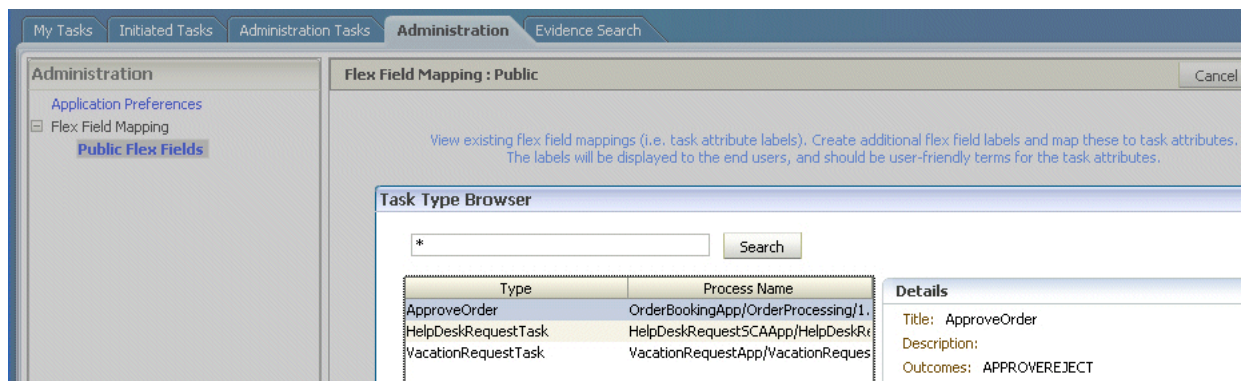 My Tasks Initiated Tasks Administration Tasks Administration Evidence Search
Administration
Application Preferences
Flex Field Mapping
Public Flex Fields
Flex Field Mapping : Public
Cancel
View existing flex field mappings (i.e. task attribute labels). Create additional flex field labels and map these to task attributes.
The labels will be displayed to the end users, and should be user-friendly terms for the task attributes.
Task Type Browser
* Search
Type Process Name
ApproveOrder OrderBookingApp/OrderProcessing/1.
HelpDeskRequestTask HelpDeskRequestSCAApp/HelpDeskRe
VacationRequestTask VacationRequestApp/VacationReques
Details
Title: ApproveOrder
Description:
Outcomes: APPROVEREJECT